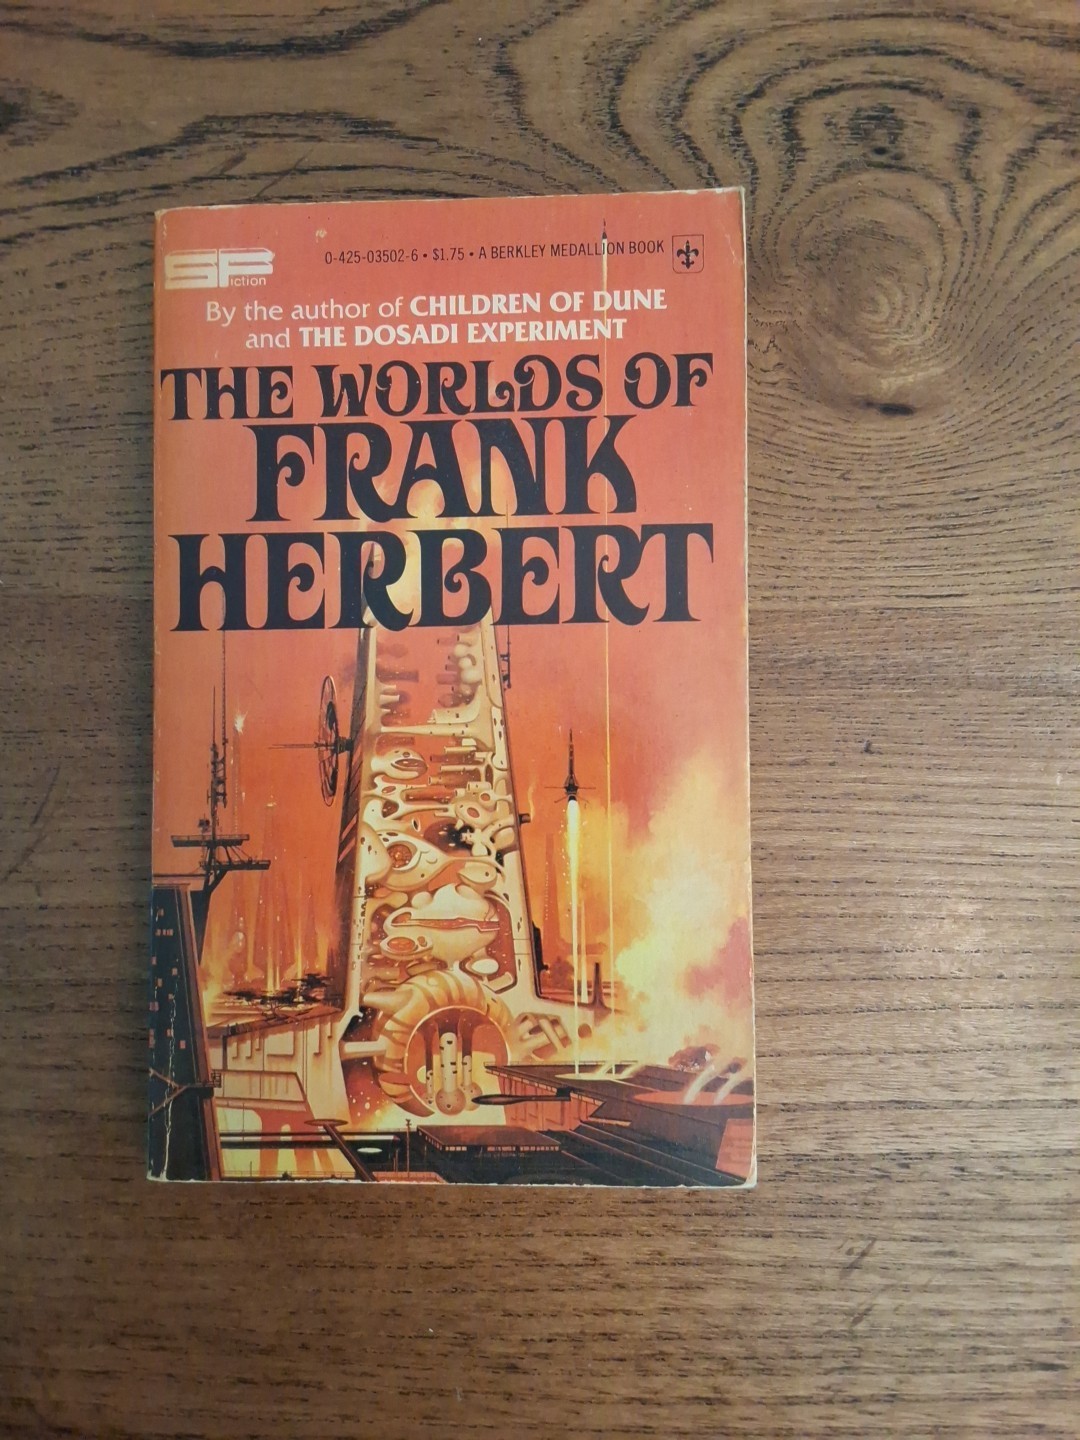 SF
iction
0-425-03502-6 • $1.75 • A BERKLEY MEDALLION BOOK
By the author of CHILDREN OF DUNE
and THE DOSADI EXPERIMENT
THE WORLDS OF
FRANK
HERBERT